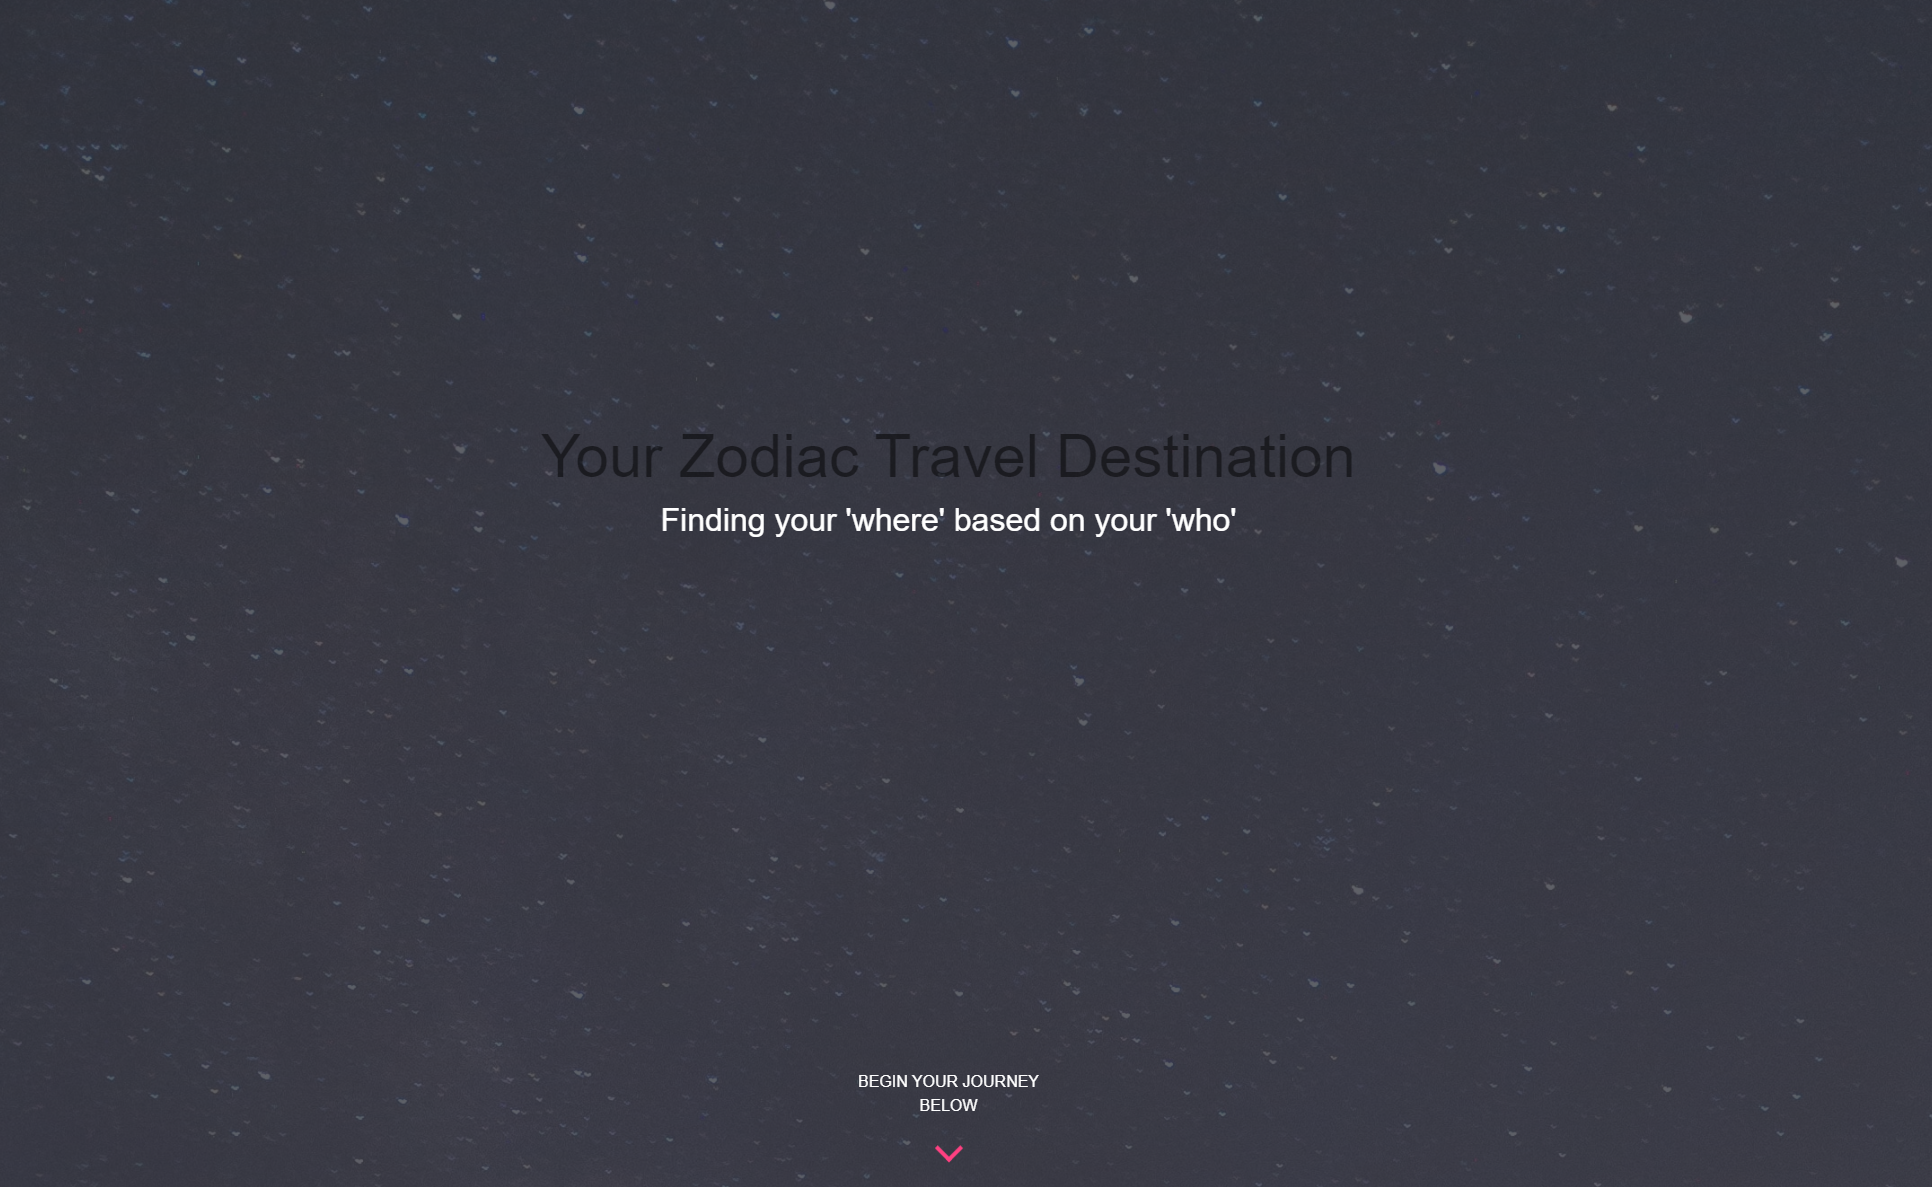 Your Zodiac Travel Destination
Finding your 'where' based on your 'who'
BEGIN YOUR JOURNEY
BELOW